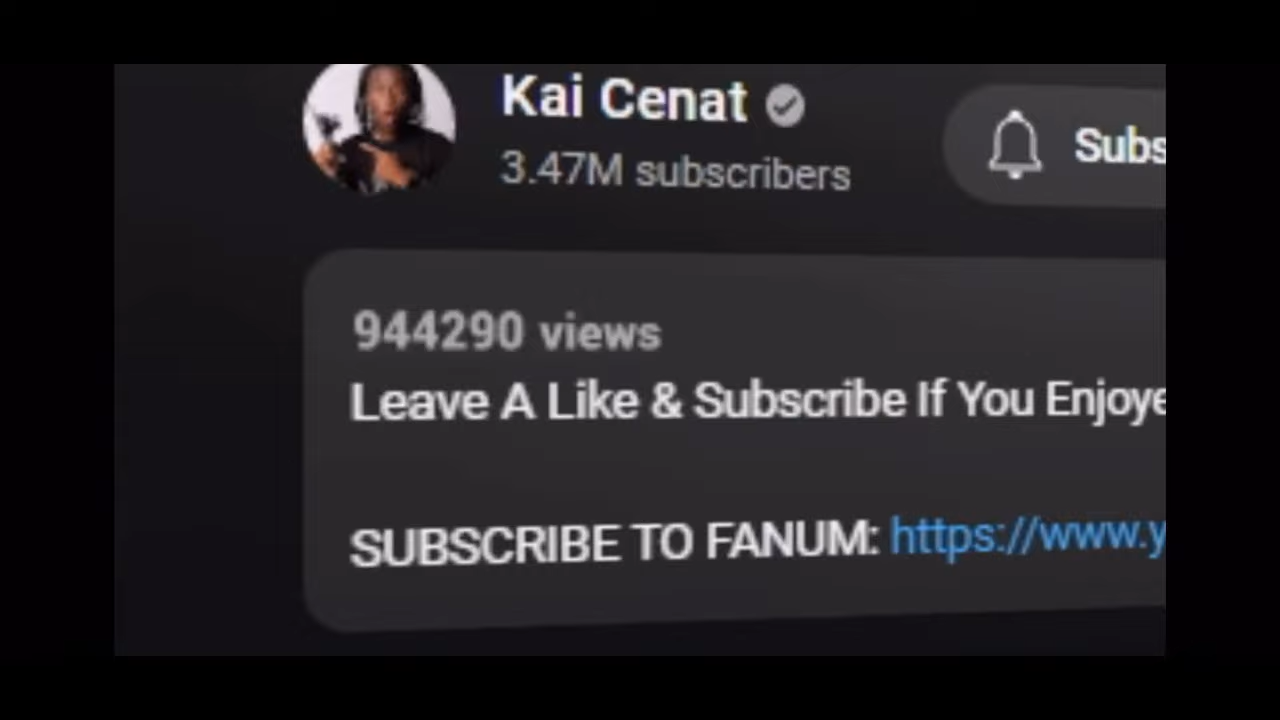 Kai Cenat
3.47M subscribers
Subs
944290 views
Leave A Like & Subscribe If You Enjoye
SUBSCRIBE TO FANUM: https://www.y